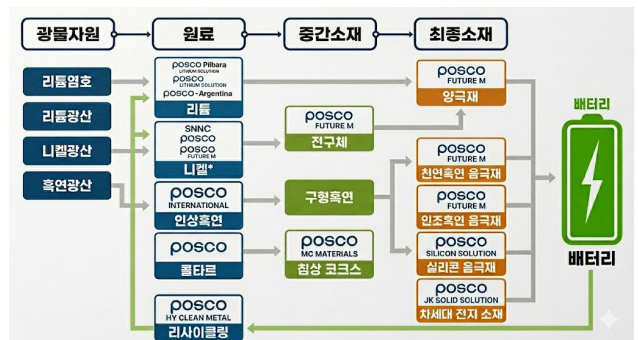 광물자원
원료
중간소재
최종소재
리튬염호
리튬광산
니켈광산
흑연광산
posco Pilbara
LITHIUM SOLUTION
posco
LITHIUM SOLUTION
posco-Argentina
리튬
SNNC
posco
posco
FUTURE M
니켈*
posco
INTERNATIONAL
인상흑연
posco
콜타르
posco
HY CLEAN METAL
리사이클링
posco
FUTURE M
전구체
구형흑인
posco
MC MATERIALS
침상 코크스
posco
FUTURE M
양극재
posco
FUTURE M
천연흑연 음극재
posco
FUTURE M
인조흑연 음극재
posco
SILICON SOLUTION
실리콘 음극재
posco
JK SOLID SOLUTION
차세대 전지 소재
배터리
배터리